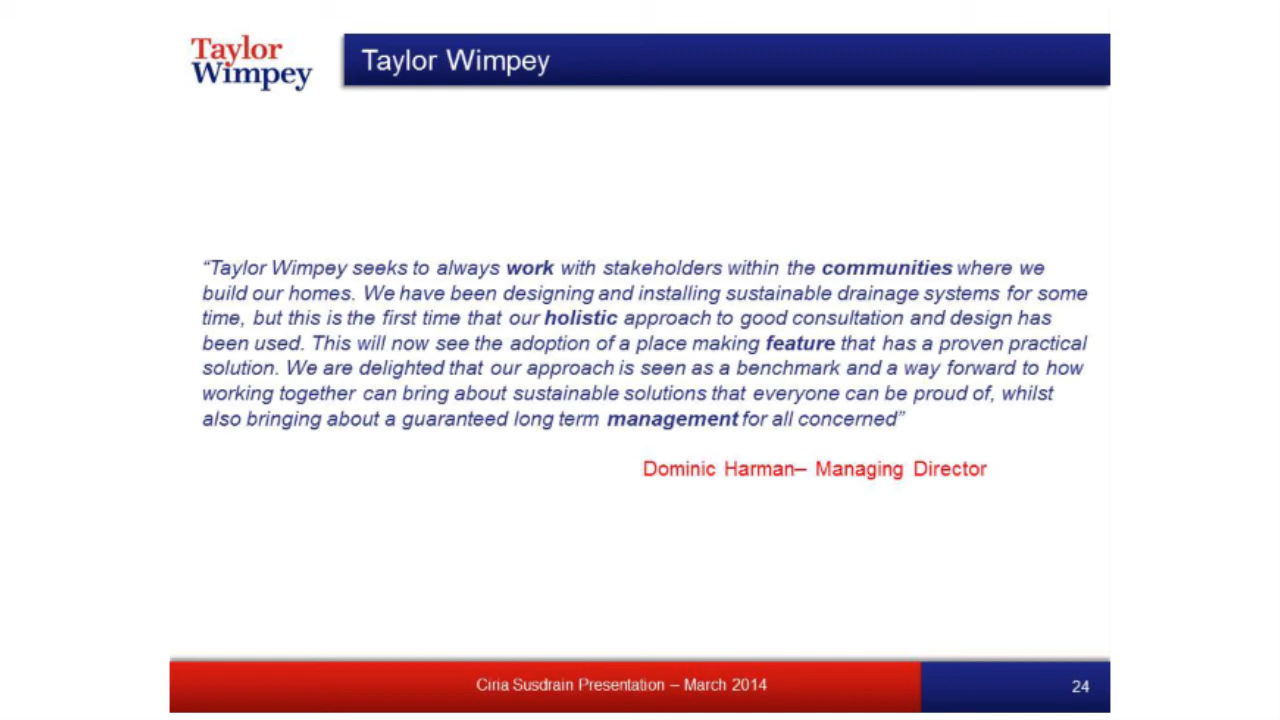 Taylor
Wimpey
Taylor Wimpey
“Taylor Wimpey seeks to always work with stakeholders within the communities where we
build our homes. We have been designing and installing sustainable drainage systems for some
time, but this is the first time that our holistic approach to good consultation and design has
been used. This will now see the adoption of a place making feature that has a proven practical
solution. We are delighted that our approach is seen as a benchmark and a way forward to how
working together can bring about sustainable solutions that everyone can be proud of, whilst
also bringing about a guaranteed long term management for all concerned”
Dominic Harman– Managing Director
Ciria Susdrain Presentation – March 2014
24